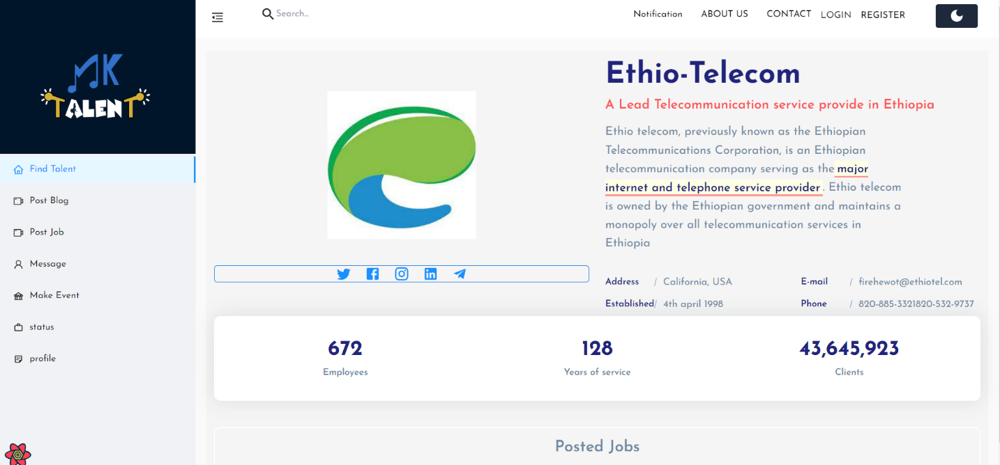 MK
TALENT
Find Talent
Post Blog
Post Job
Message
Make Event
status
profile
Search...
Notification
ABOUT US
CONTACT
LOGIN
REGISTER
Ethio-Telecom
A Lead Telecommunication service provide in Ethiopia
Ethio telecom, previously known as the Ethiopian
Telecommunications Corporation, is an Ethiopian
telecommunication company serving as the major
internet and telephone service provider . Ethio telecom
is owned by the Ethiopian government and maintains a
monopoly over all telecommunication services in
Ethiopia
Address / California, USA
E-mail / firehewot@ethiotel.com
Established/ 4th april 1998
Phone / 820-885-3321820-532-9737
672
Employees
128
Years of service
43,645,923
Clients
Posted Jobs